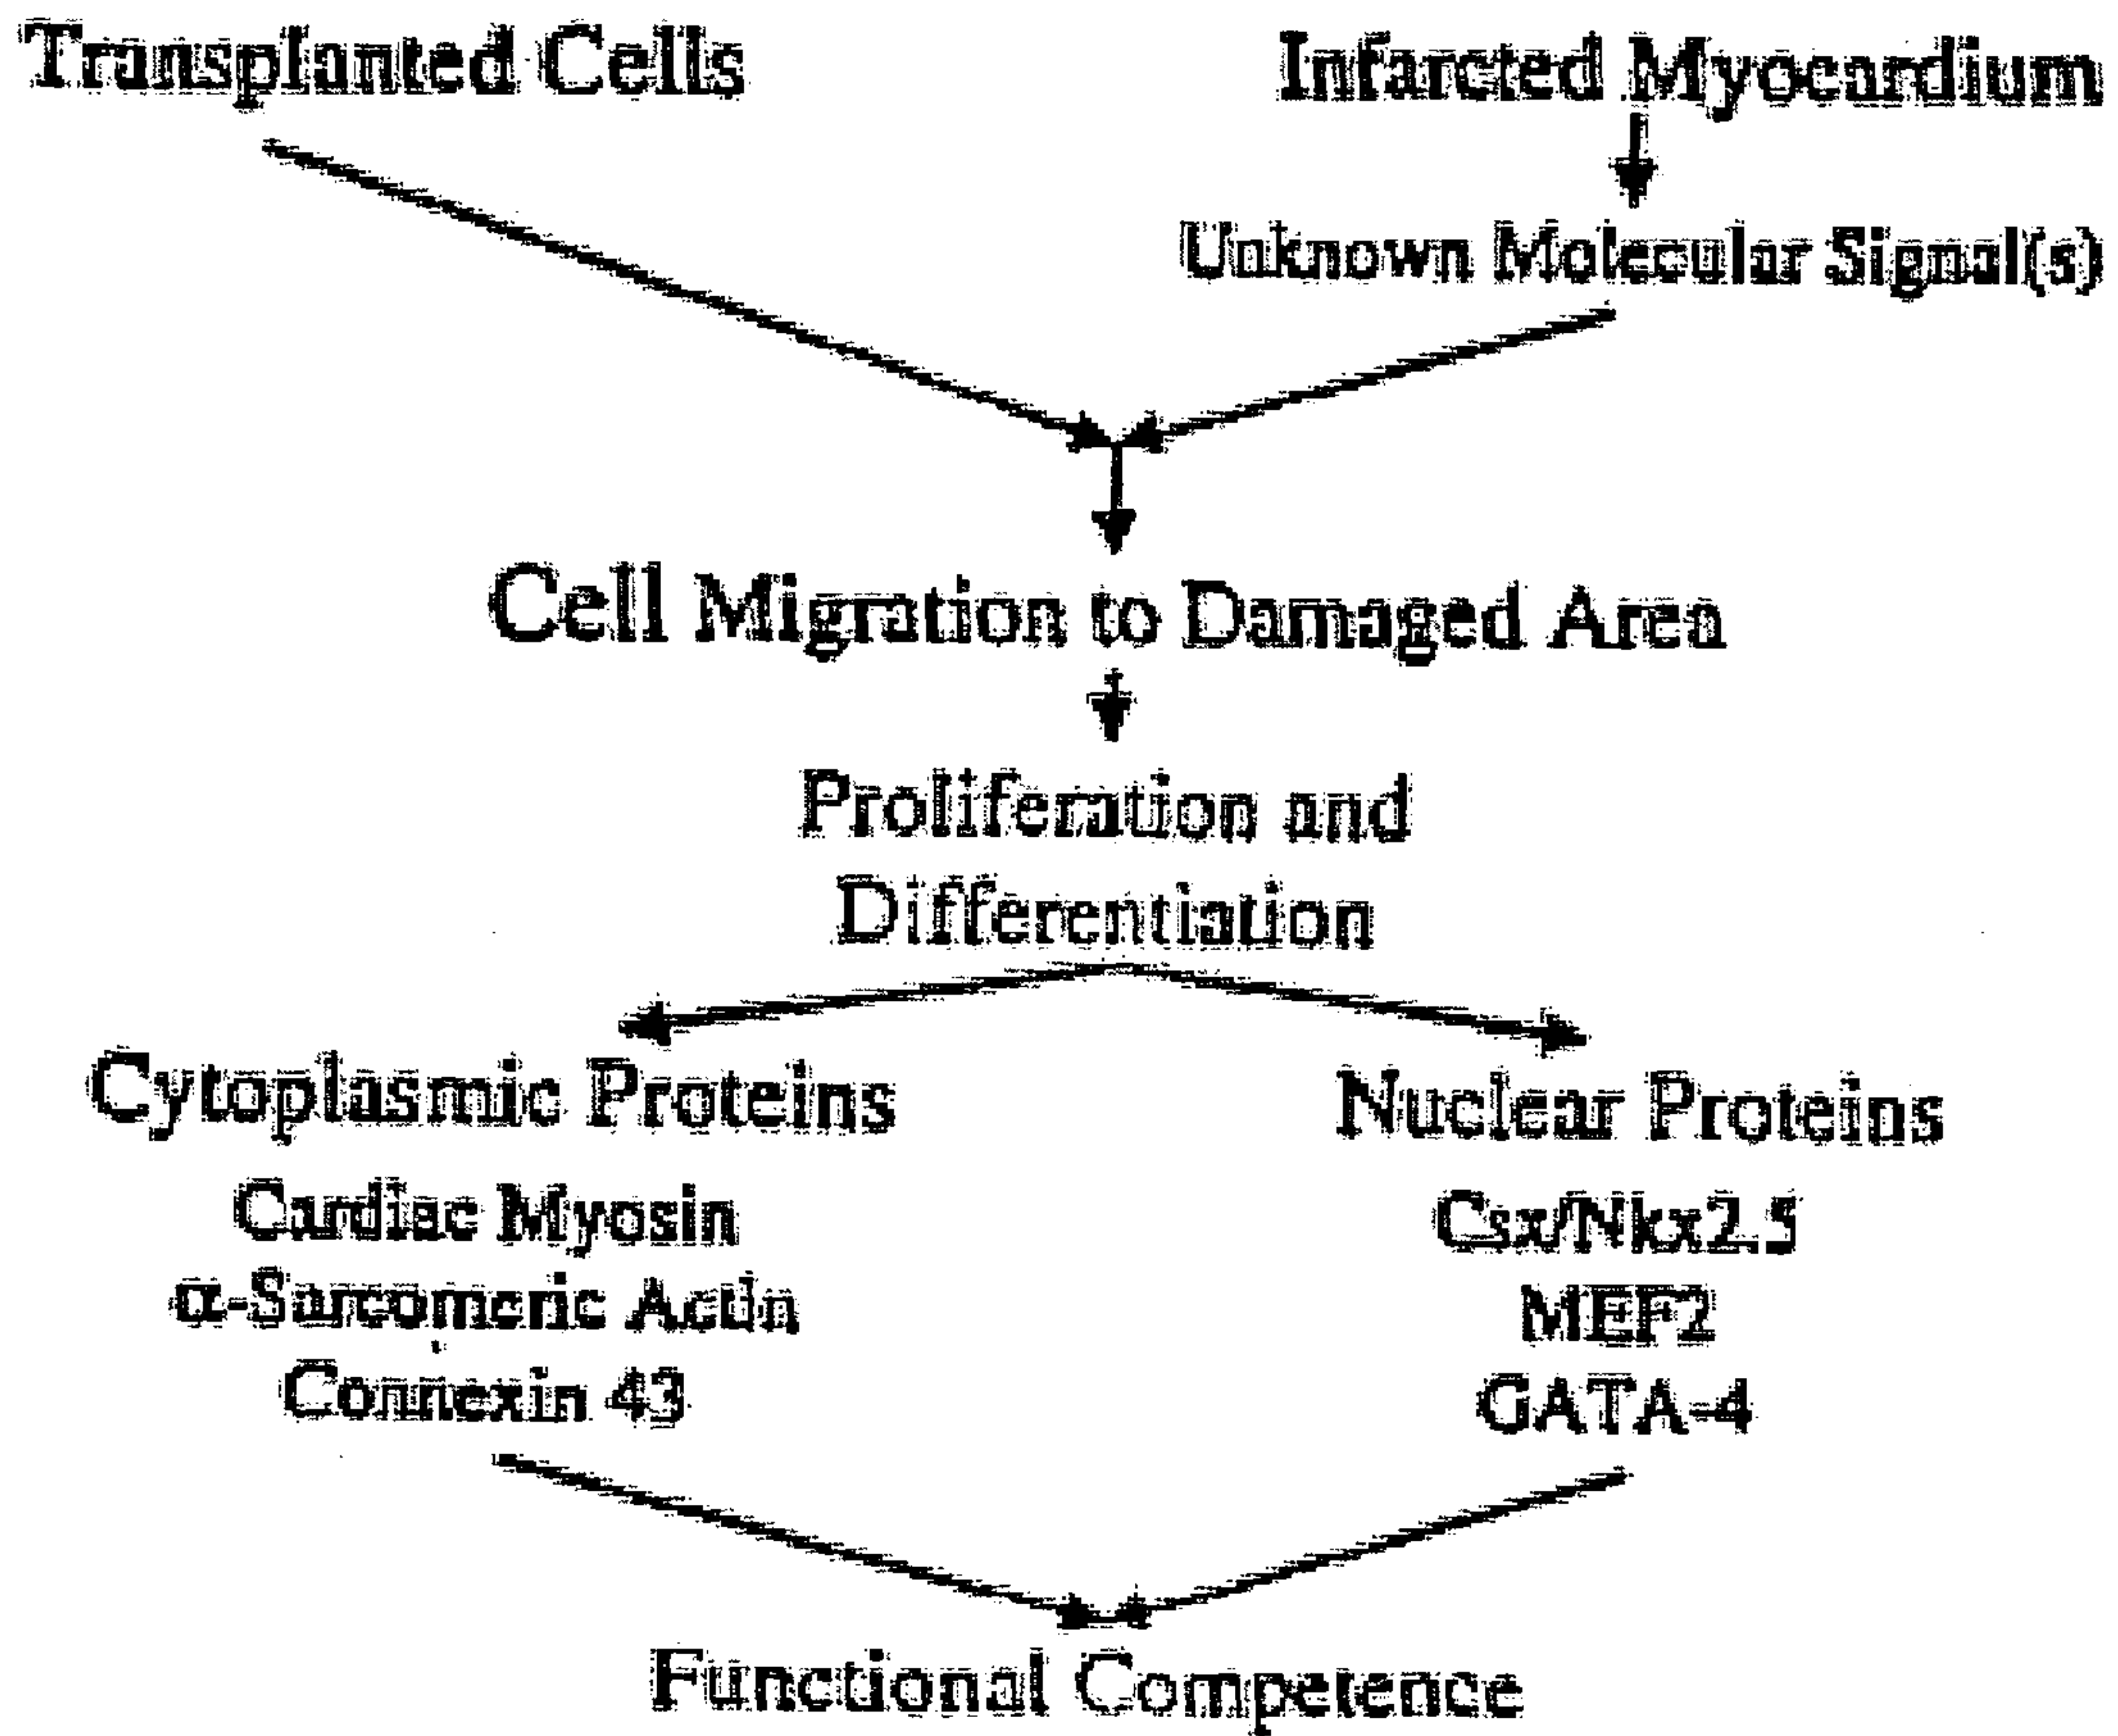 Transplanted Cells
Infarcted Myocardium
Unknown Molecular Signal(s)
Cell Migration to Damaged Area
Proliferation and
Differentiation
Cytoplasmic Proteins
Nuclear Proteins
Cardiac Myosin
Csx/Nkx2.5
α-Sarcomeric Actin
MEF2
Connexin 43
GATA-4
Functional Competence